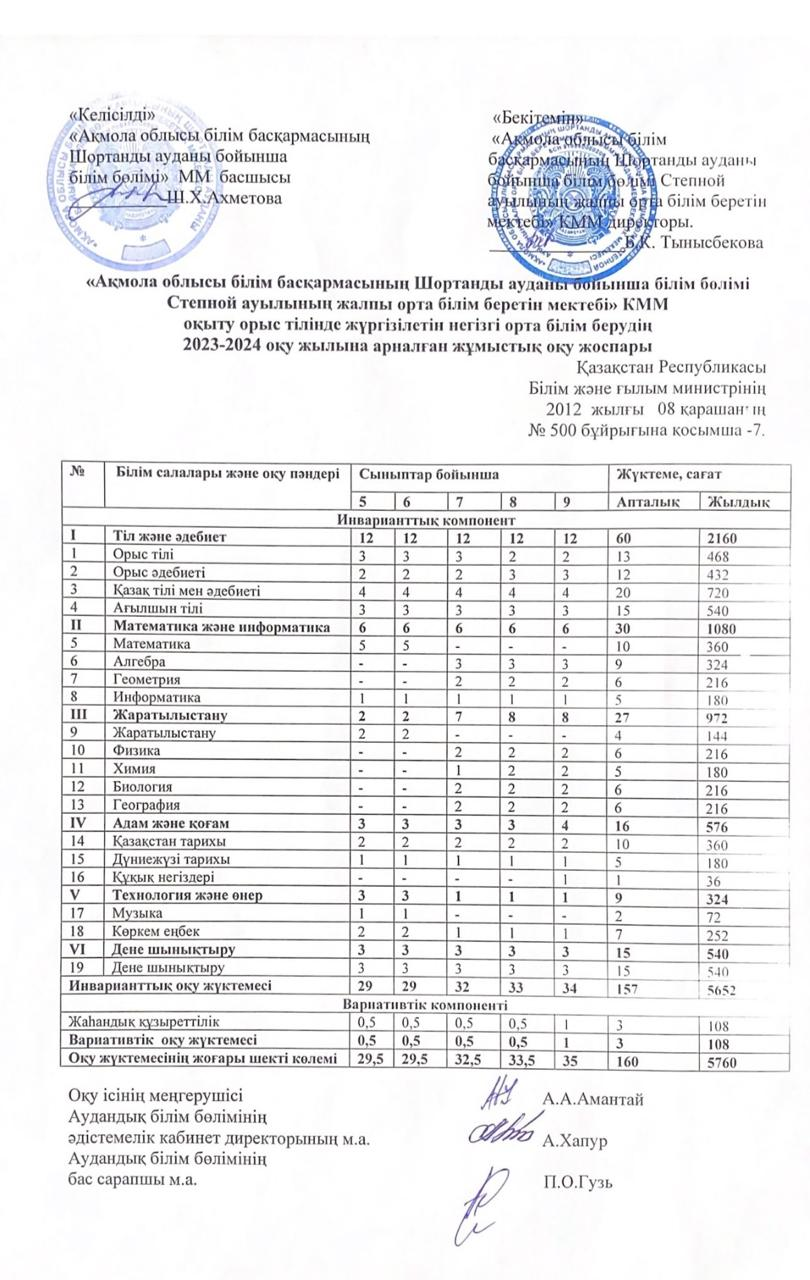 «Келісілді»
«Ақмола облысы білім басқармасының
Шортанды ауданы бойынша
білім бөлімі» ММ басшысы
Ш.Х.Ахметова
«Бекітемін»
«Ақмола облысы білім
басқармасының Шортанды ауданы
бойынша білім бөлімі Степной
ауылының жалпы орта білім беретін
мектебі» КММ директоры.
Б.К. Тынысбекова
«Ақмола облысы білім басқармасының Шортанды ауданы бойынша білім бөлімі
Степной ауылының жалпы орта білім беретін мектебі» КММ
оқыту орыс тілінде жүргізілетін негізгі орта білім берудің
2023-2024 оқу жылына арналған жұмыстық оқу жоспары
Қазақстан Республикасы
Білім және ғылым министрінің
2012 жылғы 08 қарашаның
№ 500 бұйрығына қосымша -7.
№ Білім салалары және оқу пәндері Сыныптар бойынша Жүктеме, сағат
5 6 7 8 9 Апталық Жылдық
Инварианттық компонент
I Тіл және әдебиет 12 12 12 12 12 60 2160
1 Орыс тілі 3 3 3 2 2 13 468
2 Орыс әдебиеті 2 2 2 3 3 12 432
3 Қазақ тілі мен әдебиеті 4 4 4 4 4 20 720
4 Ағылшын тілі 3 3 3 3 3 15 540
II Математика және информатика 6 6 6 6 6 30 1080
5 Математика 5 5 - - - 10 360
6 Алгебра - - 3 3 3 9 324
7 Геометрия - - 2 2 2 6 216
8 Информатика 1 1 1 1 1 5 180
III Жаратылыстану 2 2 7 8 8 27 972
9 Жаратылыстану 2 2 - - - 4 144
10 Физика - - 2 2 2 6 216
11 Химия - - 1 2 2 5 180
12 Биология - - 2 2 2 6 216
13 География - - 2 2 2 6 216
IV Адам және қоғам 3 3 3 3 4 16 576
14 Қазақстан тарихы 2 2 2 2 2 10 360
15 Дүниежүзі тарихы 1 1 1 1 1 5 180
16 Құқық негіздері - - - - 1 1 36
V Технология және өнер 3 3 1 1 1 9 324
17 Музыка 1 1 - - - 2 72
18 Көркем еңбек 2 2 1 1 1 7 252
VI Дене шынықтыру 3 3 3 3 3 15 540
19 Дене шынықтыру 3 3 3 3 3 15 540
Инварианттық оқу жүктемесі 29 29 32 33 34 157 5652
Вариативтік компоненті
Жаһандық құзыреттілік 0,5 0,5 0,5 0,5 1 3 108
Вариативтік оқу жүктемесі 0,5 0,5 0,5 0,5 1 3 108
Оқу жүктемесінің жоғары шекті көлемі 29,5 29,5 32,5 33,5 35 160 5760
Оқу ісінің меңгерушісі А.А.Амантай
Аудандық білім бөлімінің
әдістемелік кабинет директорының м.а. А.Хапур
Аудандық білім бөлімінің
бас сарапшы м.а. П.О.Гузь